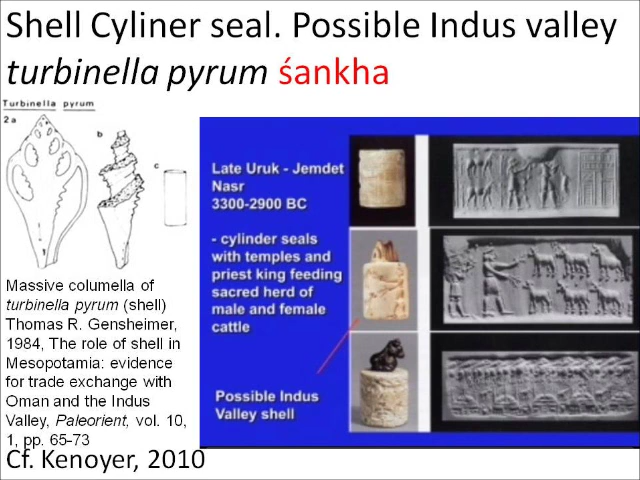 Shell Cyliner seal. Possible Indus valley
turbinella pyrum śankha
Turbinella pyrum
2a
b
c
Massive columella of
turbinella pyrum (shell)
Thomas R. Gensheimer,
1984, The role of shell in
Mesopotamia: evidence
for trade exchange with
Oman and the Indus
Valley, Paleorient, vol. 10,
1, pp. 65-73
Cf. Kenoyer, 2010
Late Uruk - Jemdet
Nasr
3300-2900 BC
- cylinder seals
with temples and
priest king feeding
sacred herd of
male and female
cattle
Possible Indus
Valley shell